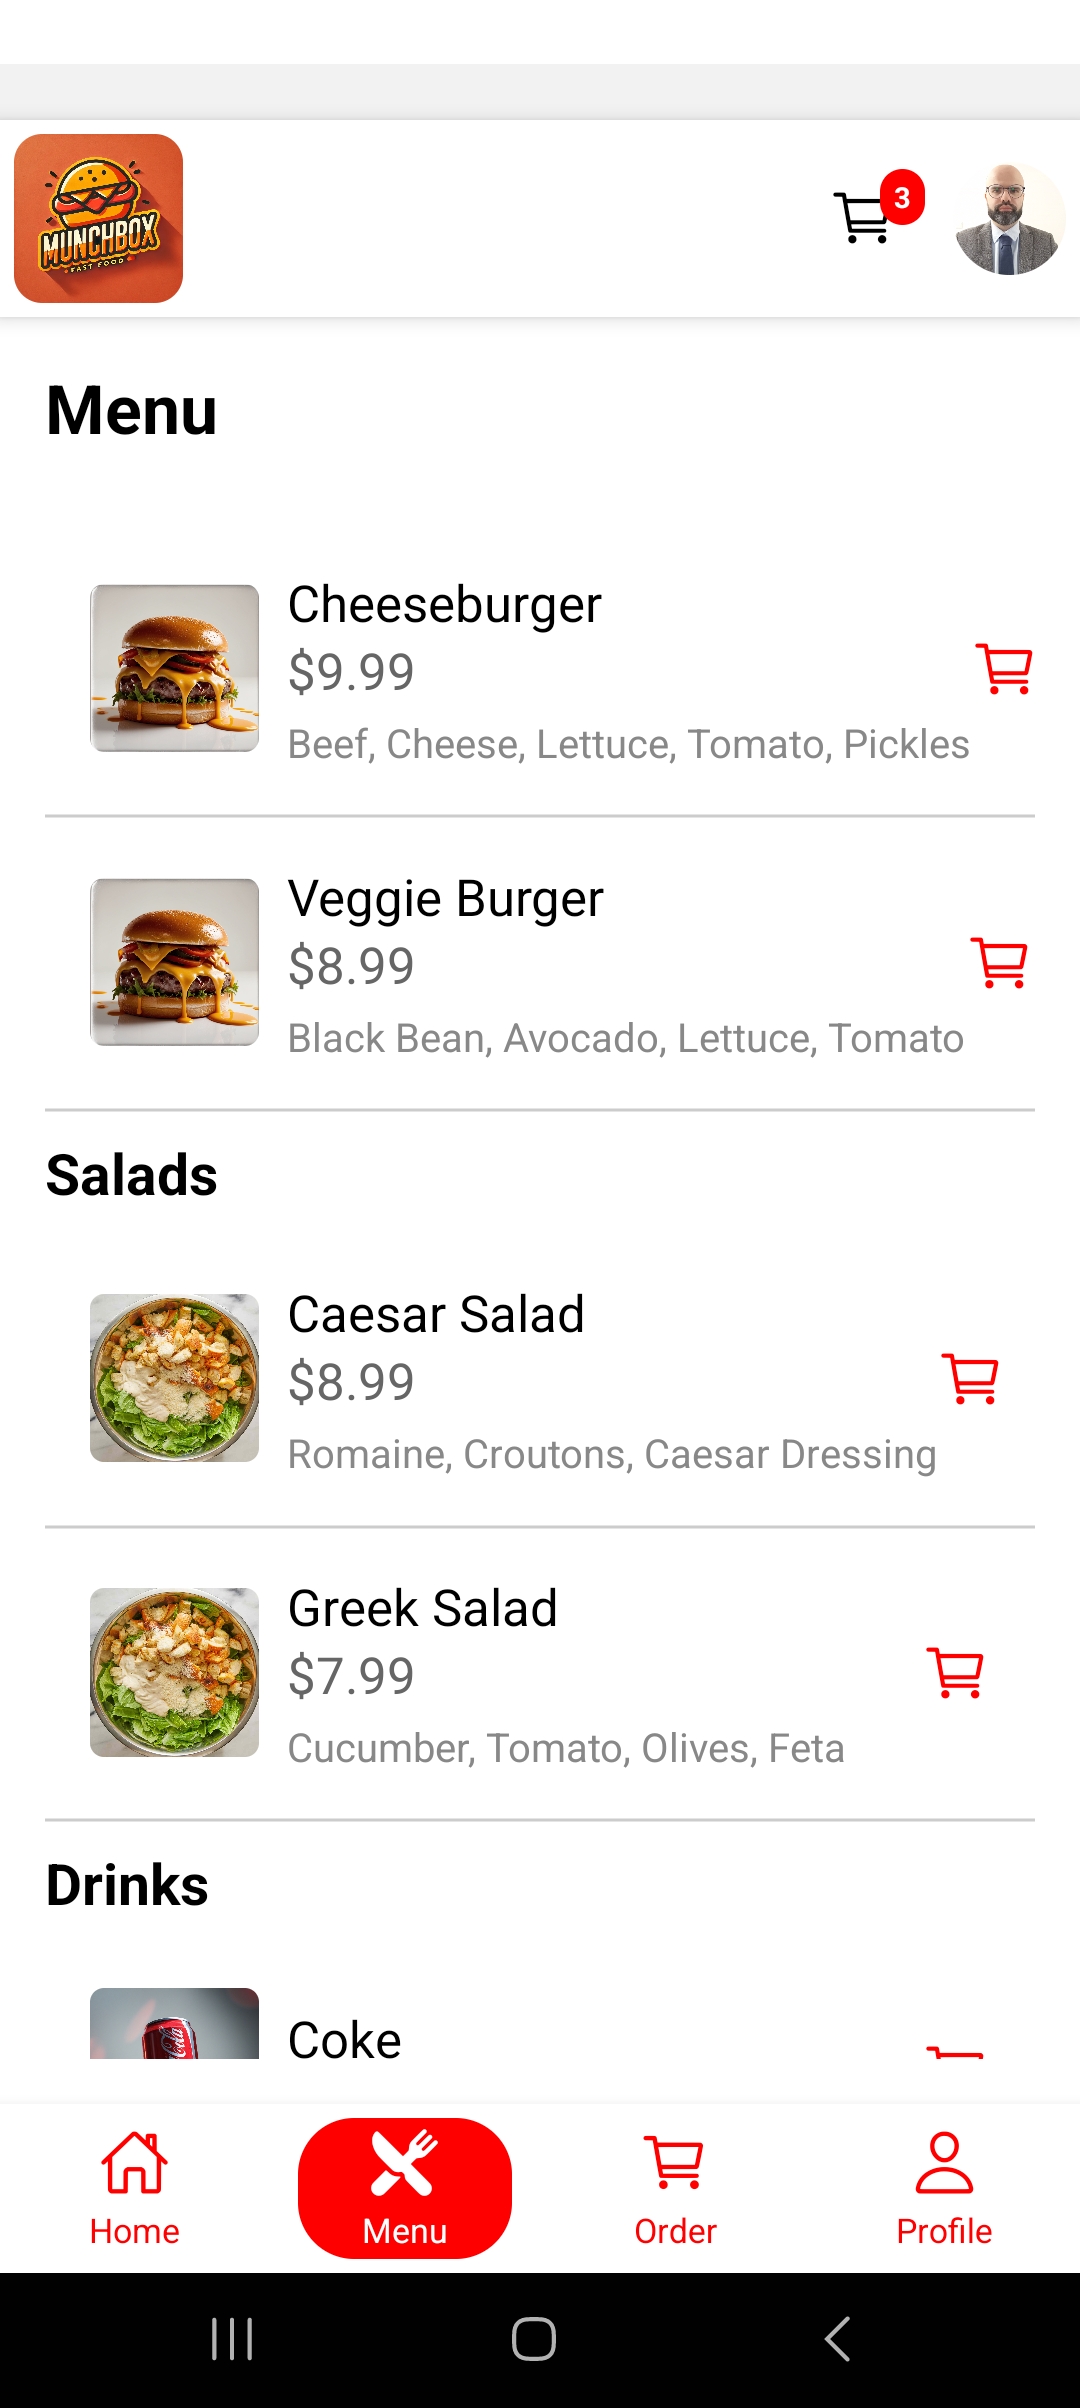 MUNCHBOX
FAST FOOD
3
Menu
Cheeseburger
$9.99
Beef, Cheese, Lettuce, Tomato, Pickles
Veggie Burger
$8.99
Black Bean, Avocado, Lettuce, Tomato
Salads
Caesar Salad
$8.99
Romaine, Croutons, Caesar Dressing
Greek Salad
$7.99
Cucumber, Tomato, Olives, Feta
Drinks
Coke
Home
Menu
Order
Profile